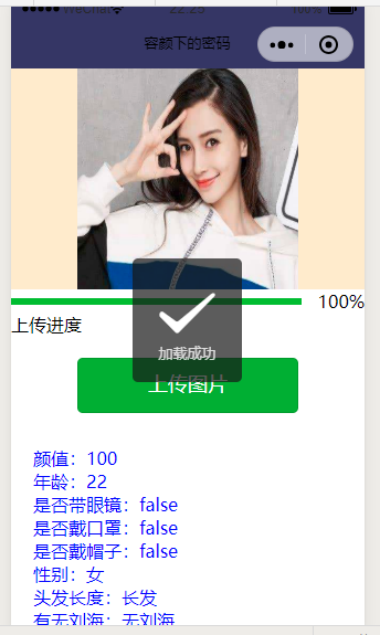 WeChat 22:25 100%
容颜下的密码
100%
上传进度
加载成功
上传图片
颜值：100
年龄：22
是否带眼镜：false
是否戴口罩：false
是否戴帽子：false
性别：女
头发长度：长发
有无刘海：无刘海